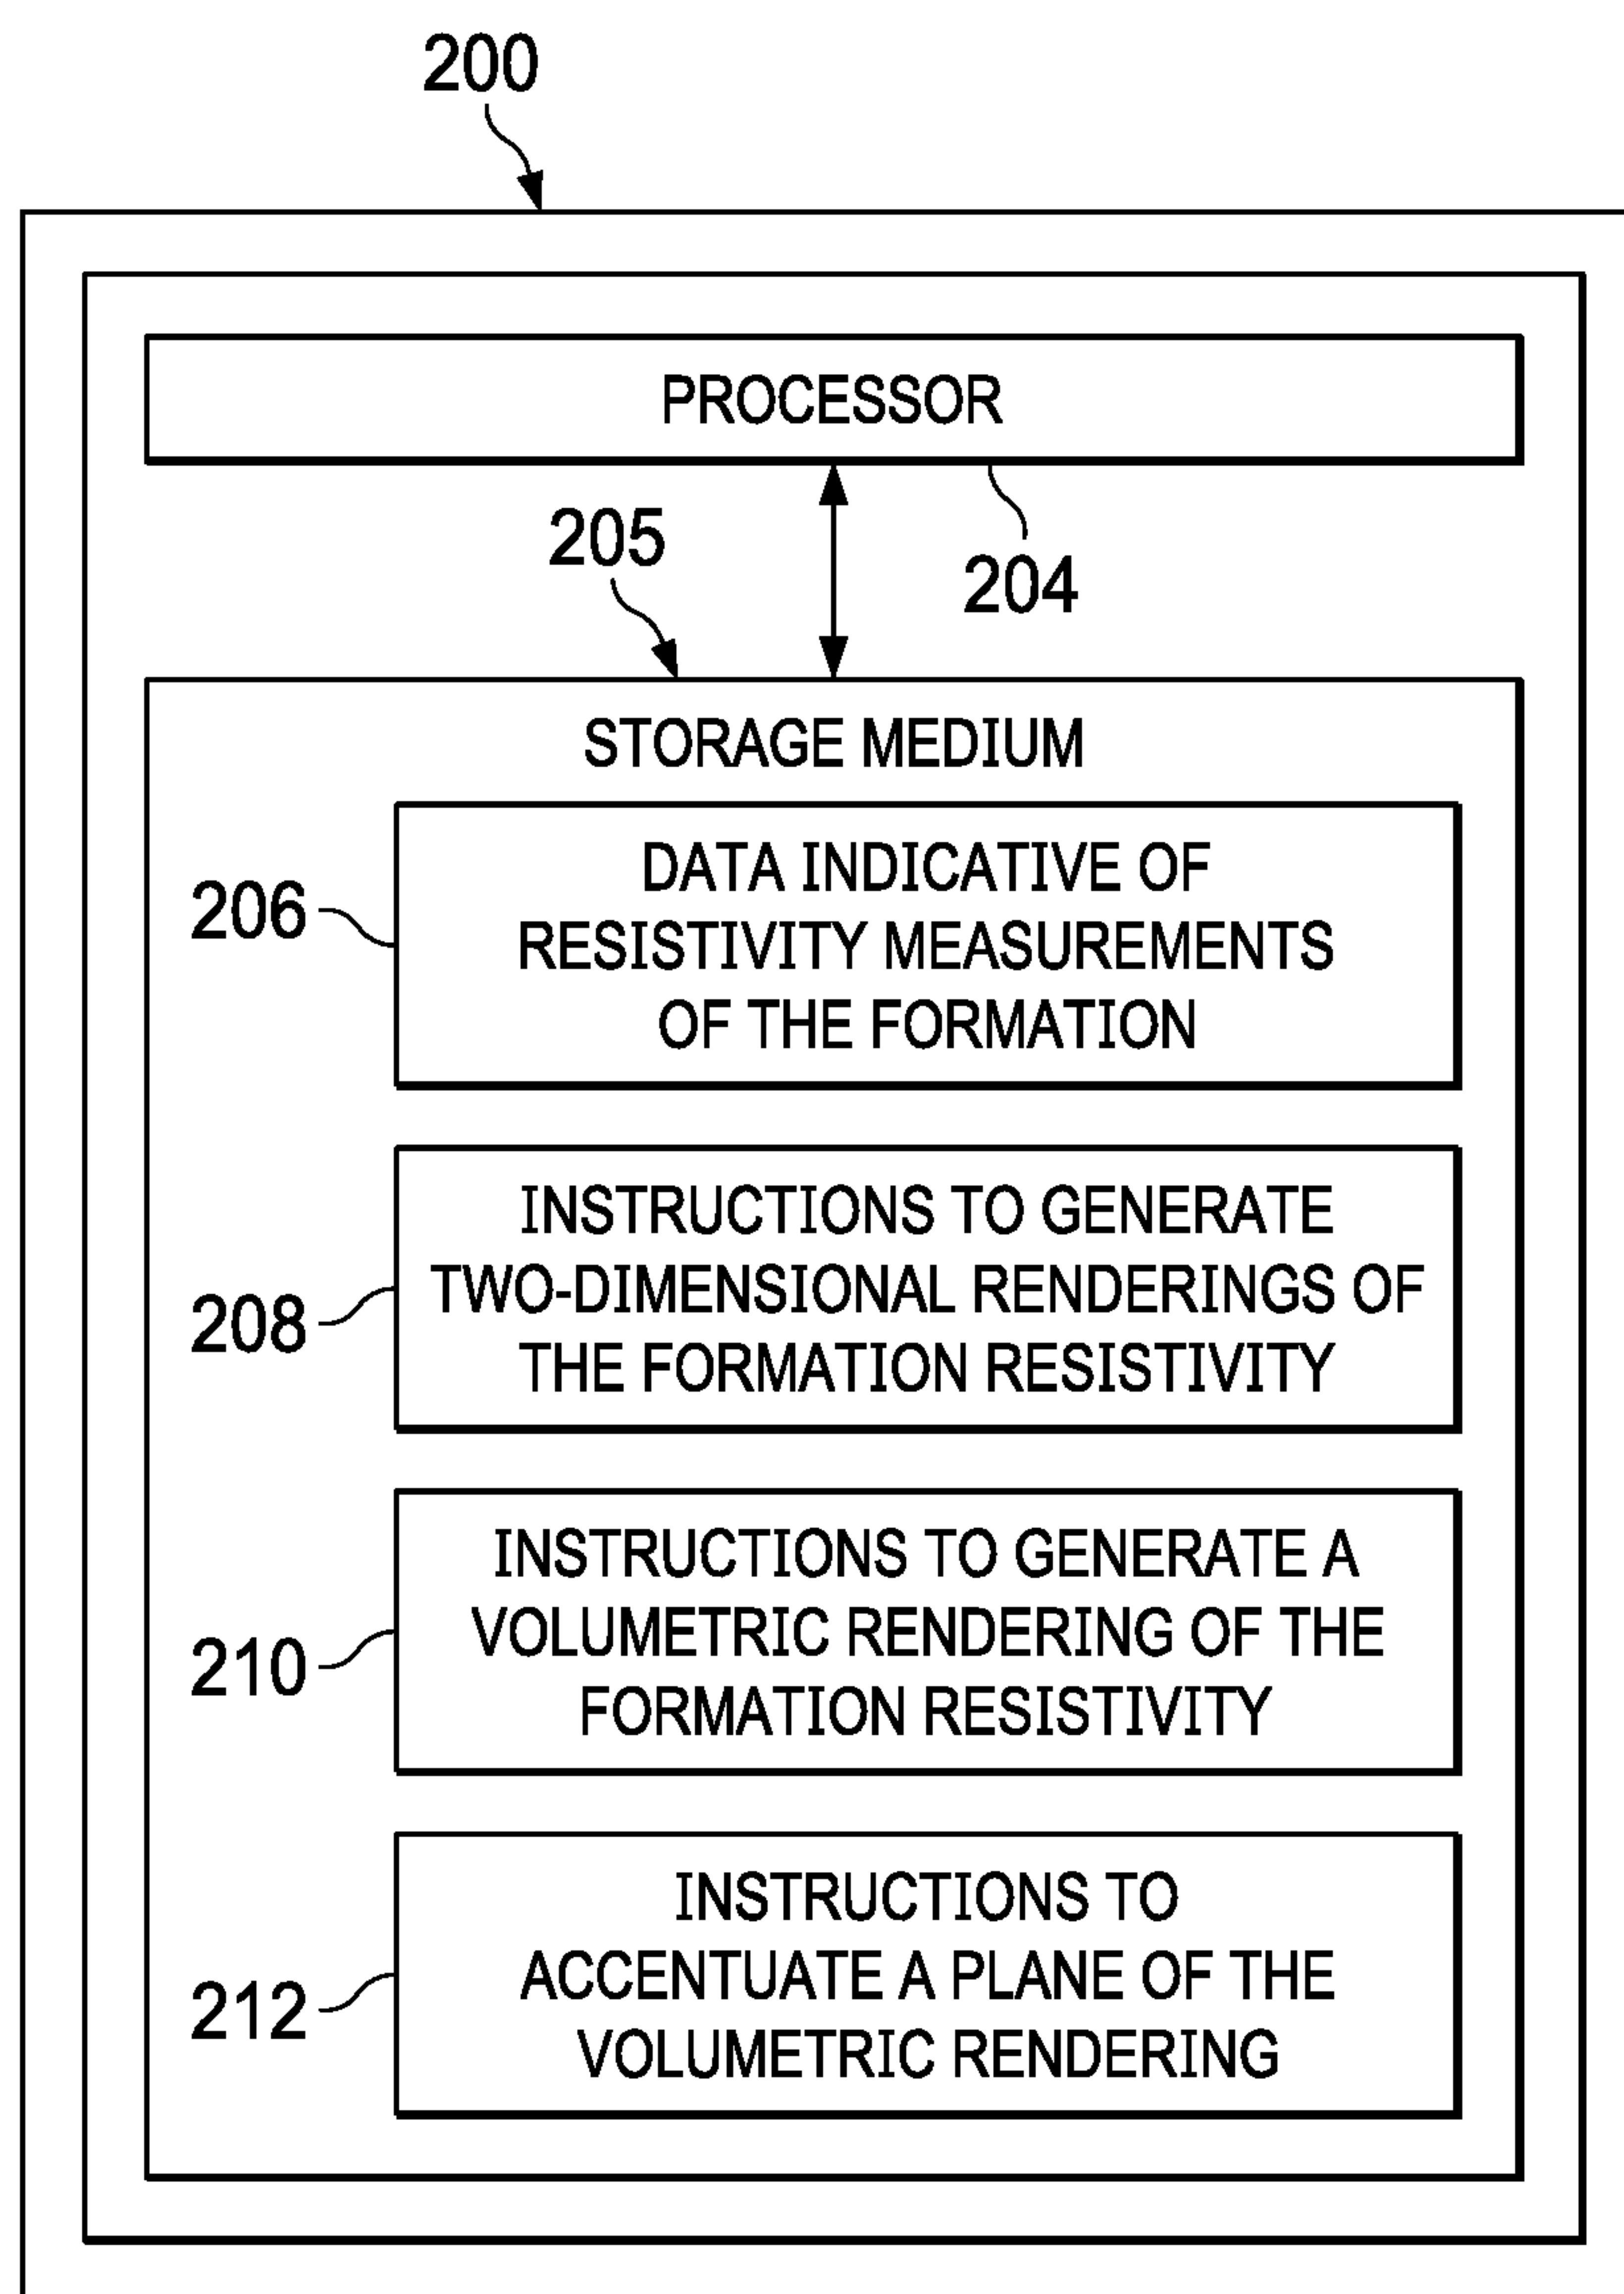 200
PROCESSOR
205
204
STORAGE MEDIUM
206
DATA INDICATIVE OF
RESISTIVITY MEASUREMENTS
OF THE FORMATION
208
INSTRUCTIONS TO GENERATE
TWO-DIMENSIONAL RENDERINGS OF
THE FORMATION RESISTIVITY
210
INSTRUCTIONS TO GENERATE A
VOLUMETRIC RENDERING OF THE
FORMATION RESISTIVITY
212
INSTRUCTIONS TO
ACCENTUATE A PLANE OF THE
VOLUMETRIC RENDERING